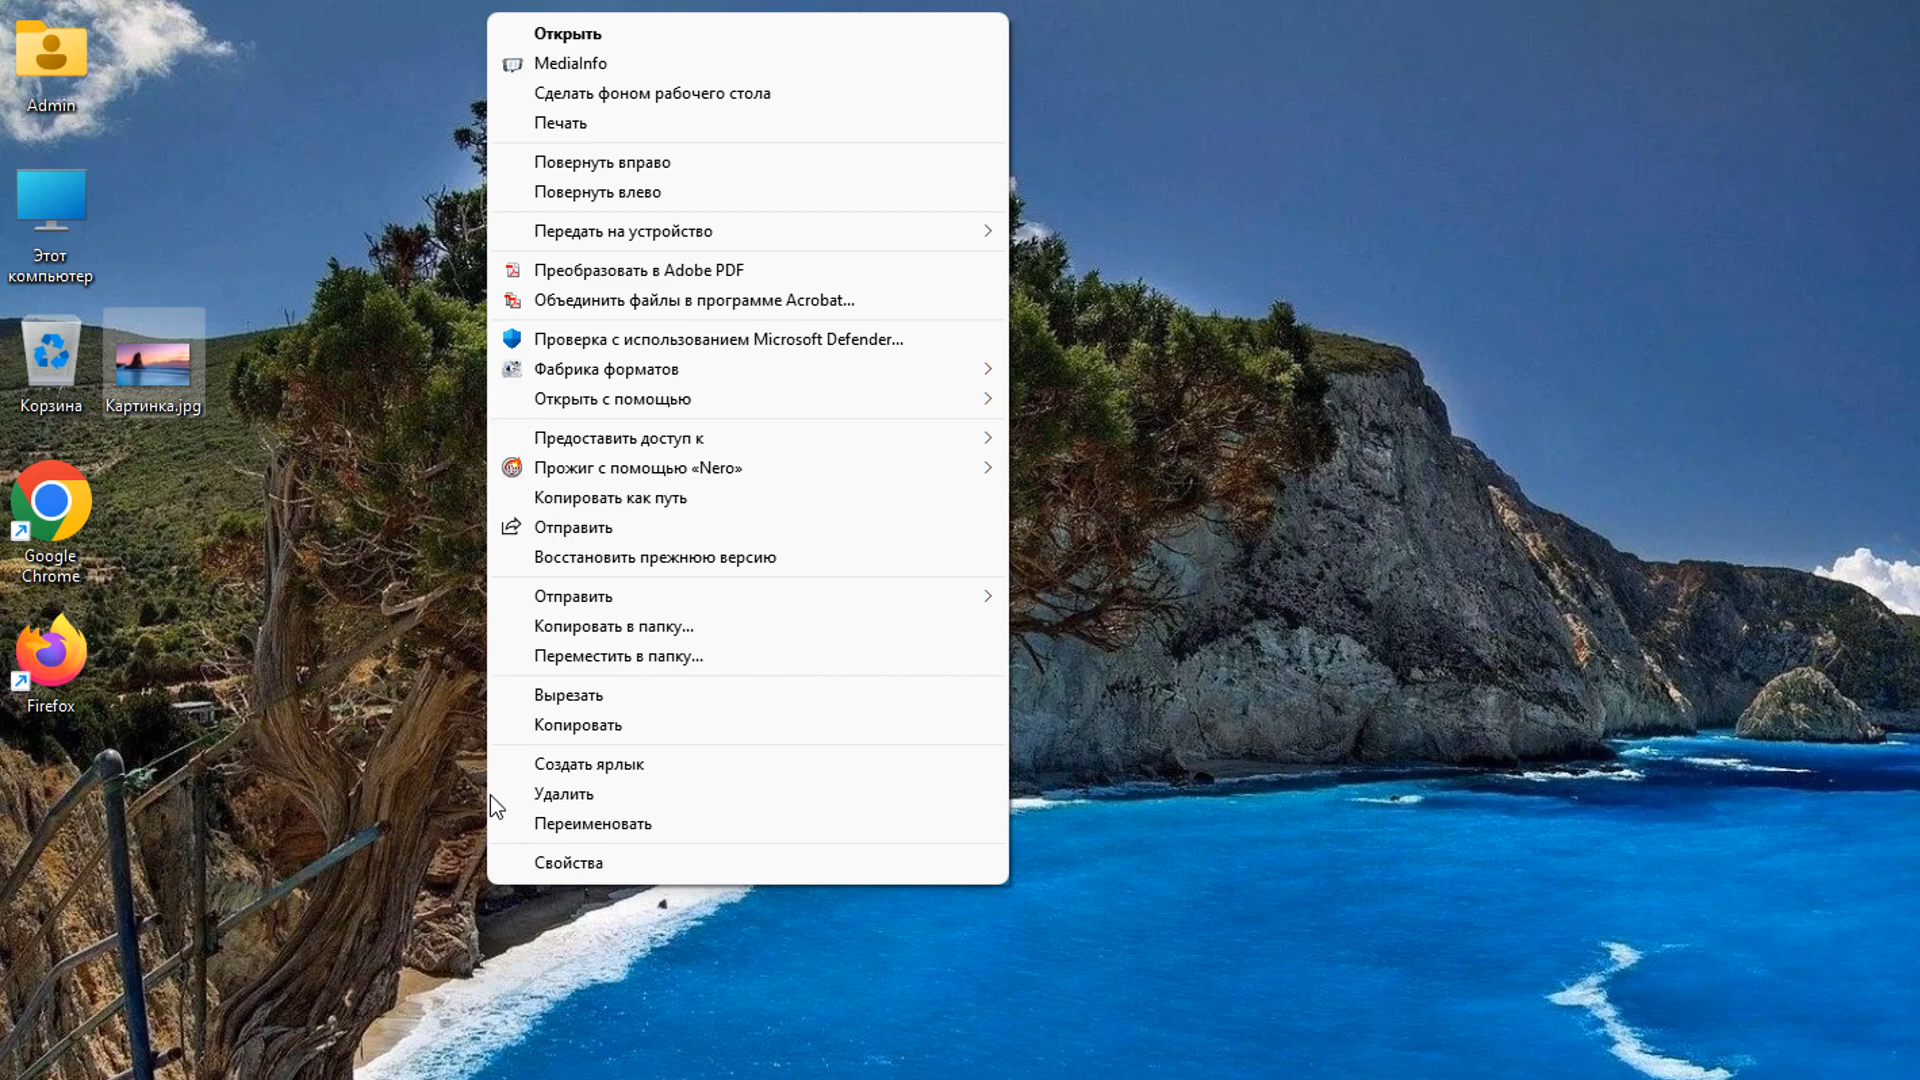 Admin
Этот
компьютер
Корзина
Картинка.jpg
Google
Chrome
Firefox
Открыть
MediaInfo
Сделать фоном рабочего стола
Печать
Повернуть вправо
Повернуть влево
Передать на устройство
Преобразовать в Adobe PDF
Объединить файлы в программе Acrobat...
Проверка с использованием Microsoft Defender...
Фабрика форматов
Открыть с помощью
Предоставить доступ к
Прожиг с помощью «Nero»
Копировать как путь
Отправить
Восстановить прежнюю версию
Отправить
Копировать в папку...
Переместить в папку...
Вырезать
Копировать
Создать ярлык
Удалить
Переименовать
Свойства